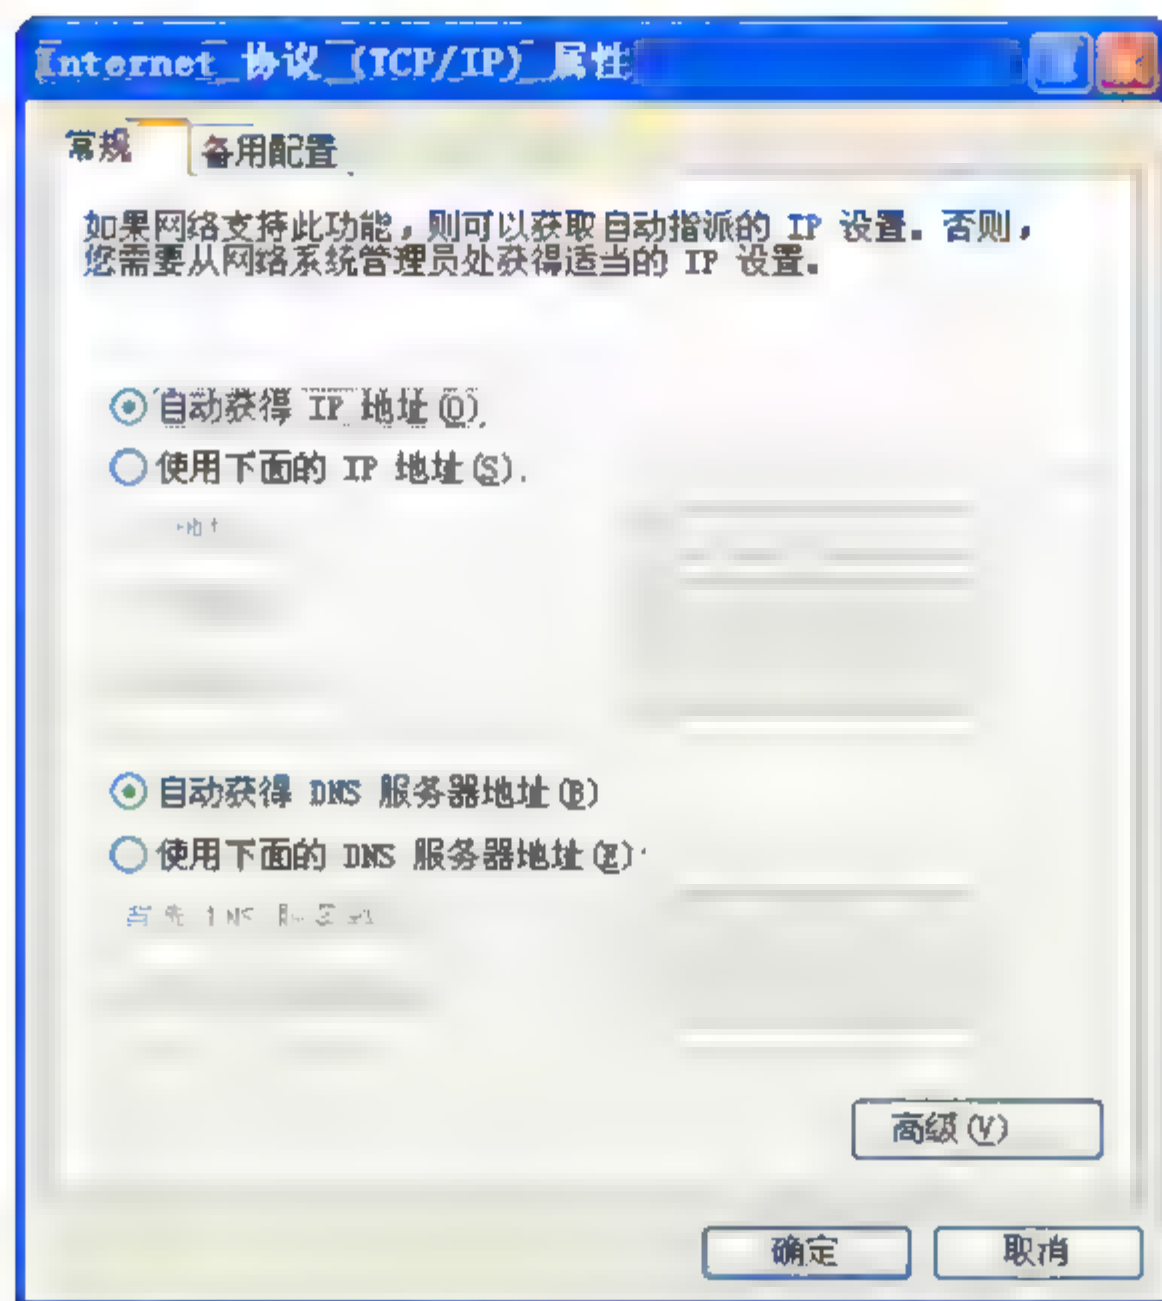 Internet 协议 (TCP/IP) 属性
常规
备用配置
如果网络支持此功能，则可以获取自动指派的 IP 设置。否则，
您需要从网络系统管理员处获得适当的 IP 设置。
自动获得 IP 地址(O)
使用下面的 IP 地址(S):
自动获得 DNS 服务器地址(B)
使用下面的 DNS 服务器地址(E):
高级(V)
确定
取消